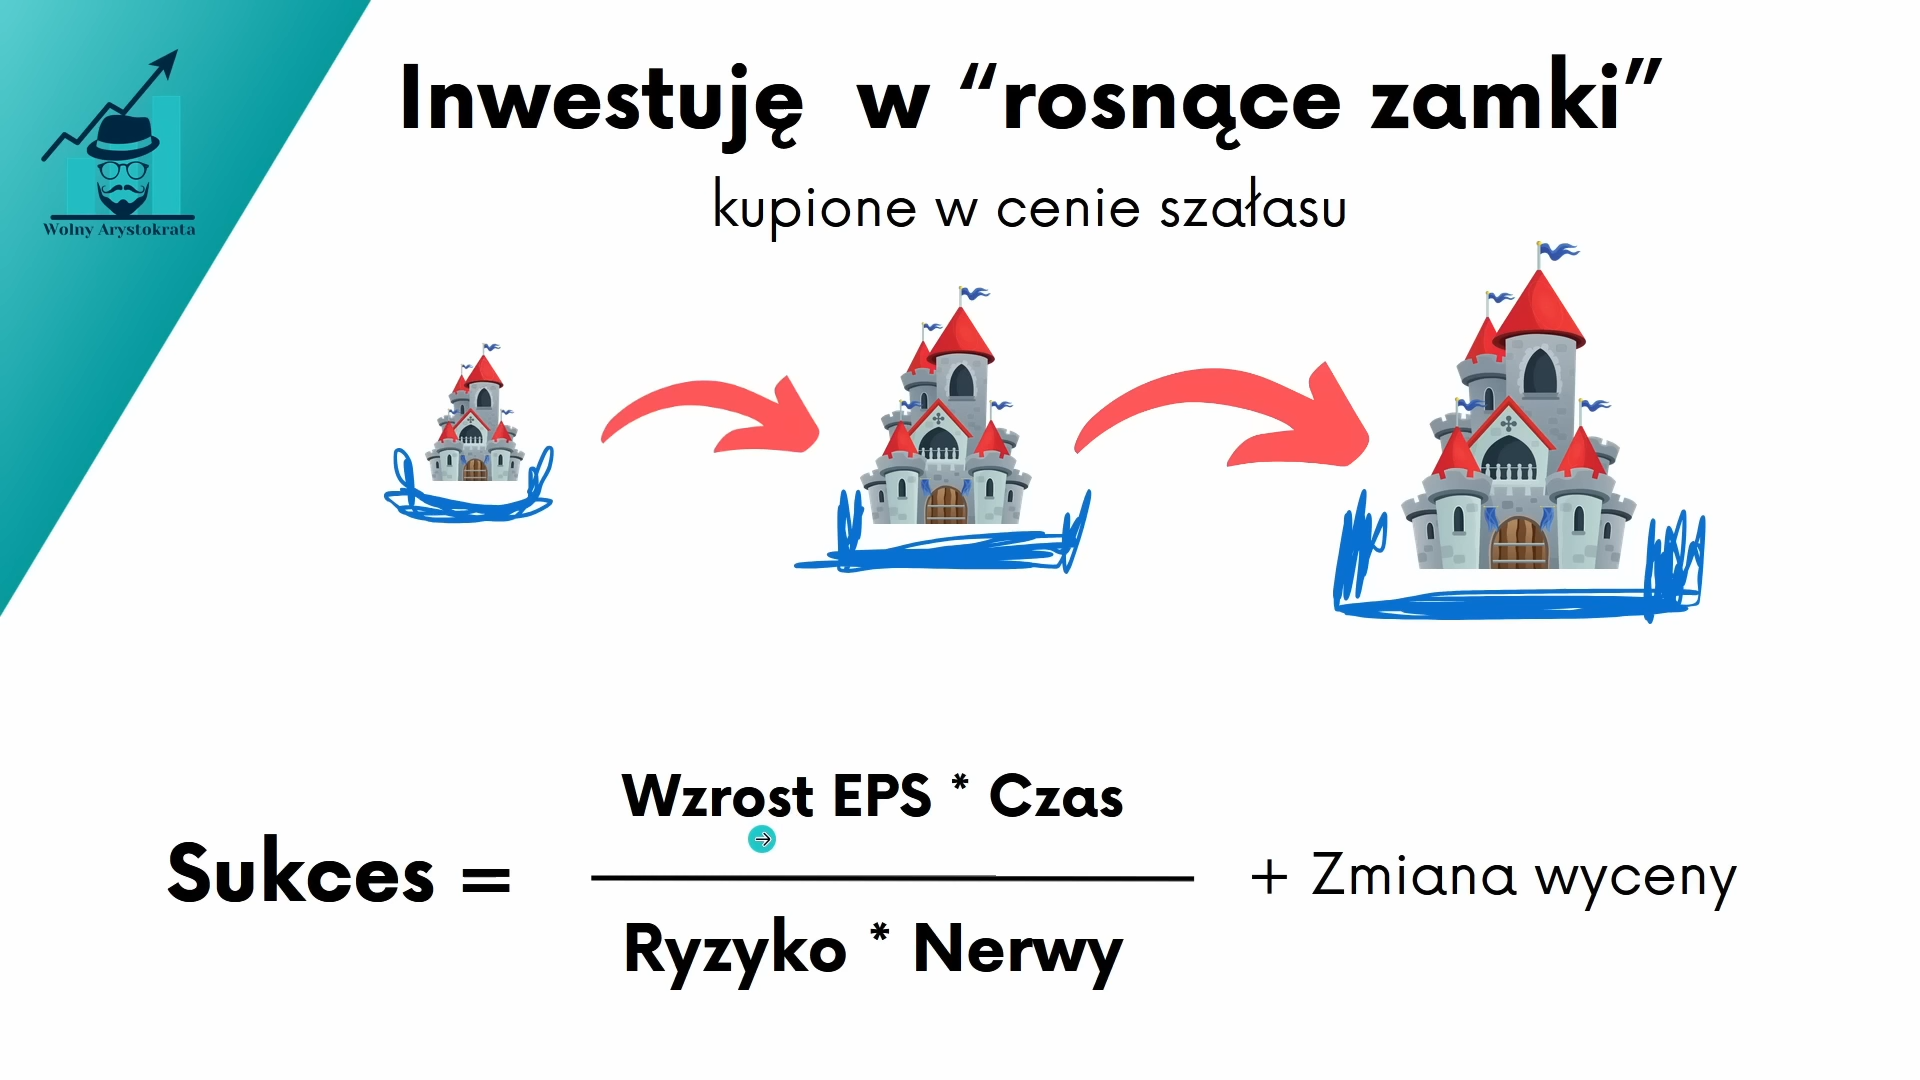 Wolny Arystokrata
Inwestuję w “rosnące zamki”
kupione w cenie szałasu
Wzrost EPS * Czas
Sukces =
+ Zmiana wyceny
Ryzyko * Nerwy